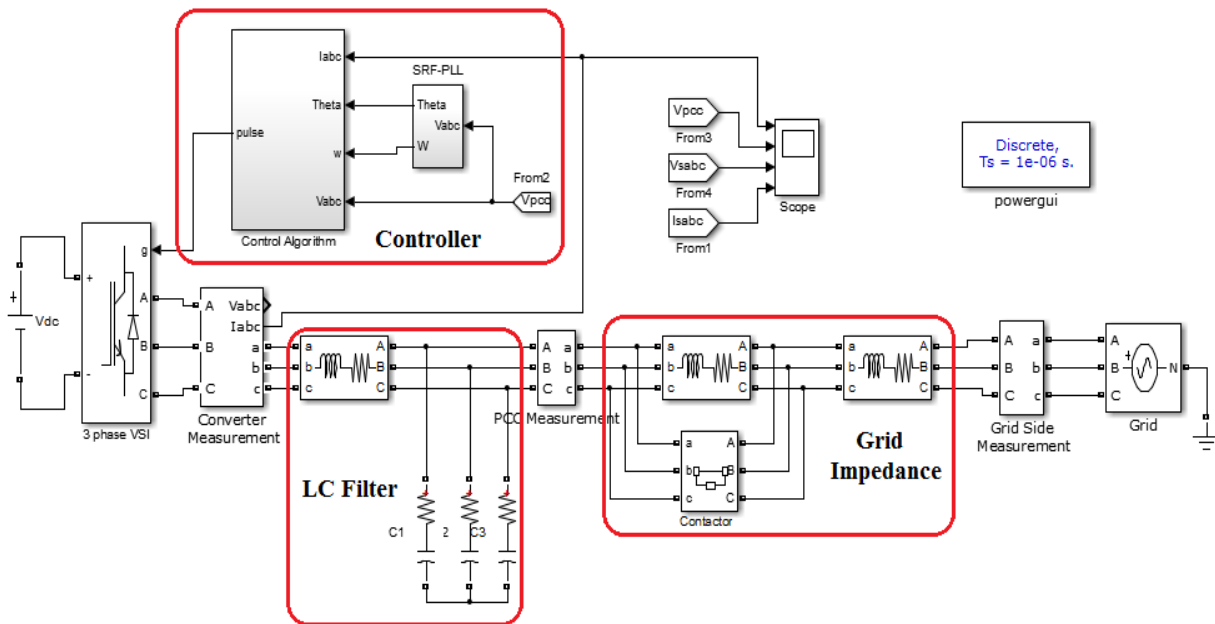 Iabc
SRF-PLL
Theta
Theta
Vabc
pulse
w
W
From2
Vabc
Vpcc
Control Algorithm
Controller
Vpcc
From3
Vsabc
From4
Isabc
From1
Scope
Discrete,
Ts = 1e-06 s.
powergui
g
+
A
B
-
C
3 phase VSI
+
Vdc
A
Vabc
Iabc
B
a
b
C
c
Converter
Measurement
a
A
b
B
c
C
LC Filter
C1
2
C3
A
a
B
b
C
c
PCC Measurement
a
A
b
B
c
C
a
A
b
B
c
C
a
A
b
B
c
C
Contactor
Grid
Impedance
A
a
B
b
C
c
Grid Side
Measurement
A
B
+
N
C
Grid